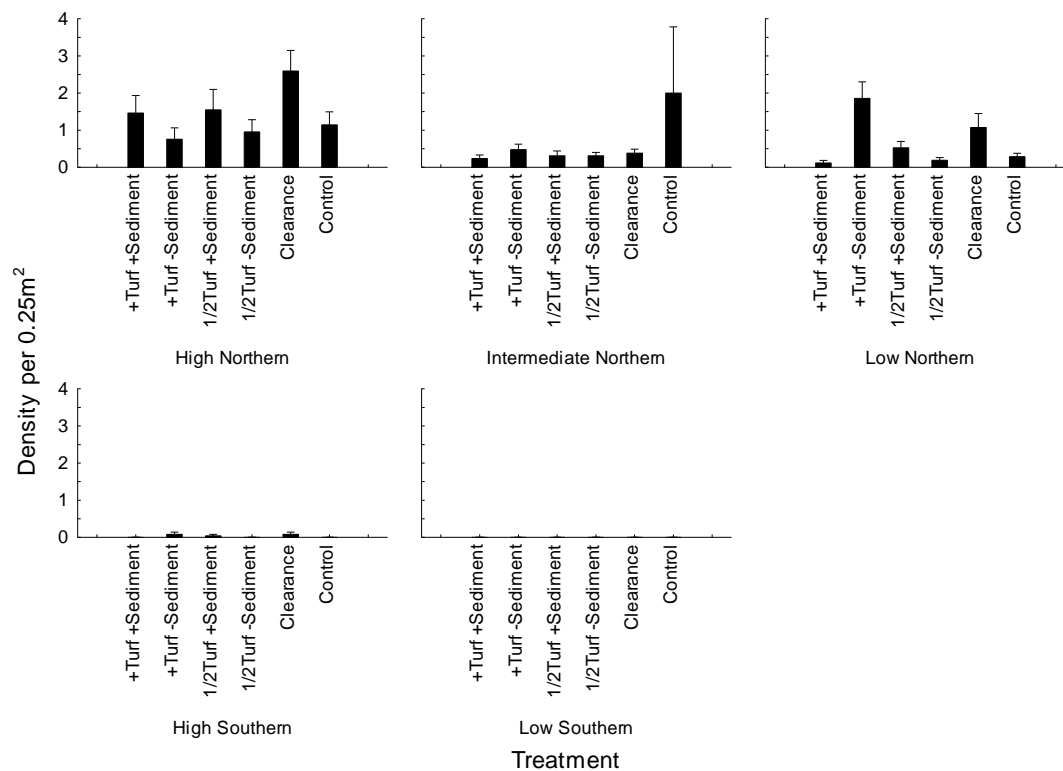 4
3
2
1
0
+Turf +Sediment
+Turf -Sediment
1/2Turf +Sediment
1/2Turf -Sediment
Clearance
Control
High Northern
+Turf +Sediment
+Turf -Sediment
1/2Turf +Sediment
1/2Turf -Sediment
Clearance
Control
Intermediate Northern
+Turf +Sediment
+Turf -Sediment
1/2Turf +Sediment
1/2Turf -Sediment
Clearance
Control
Low Northern
Density per 0.25m²
4
3
2
1
0
+Turf +Sediment
+Turf -Sediment
1/2Turf +Sediment
1/2Turf -Sediment
Clearance
Control
High Southern
+Turf +Sediment
+Turf -Sediment
1/2Turf +Sediment
1/2Turf -Sediment
Clearance
Control
Low Southern
Treatment